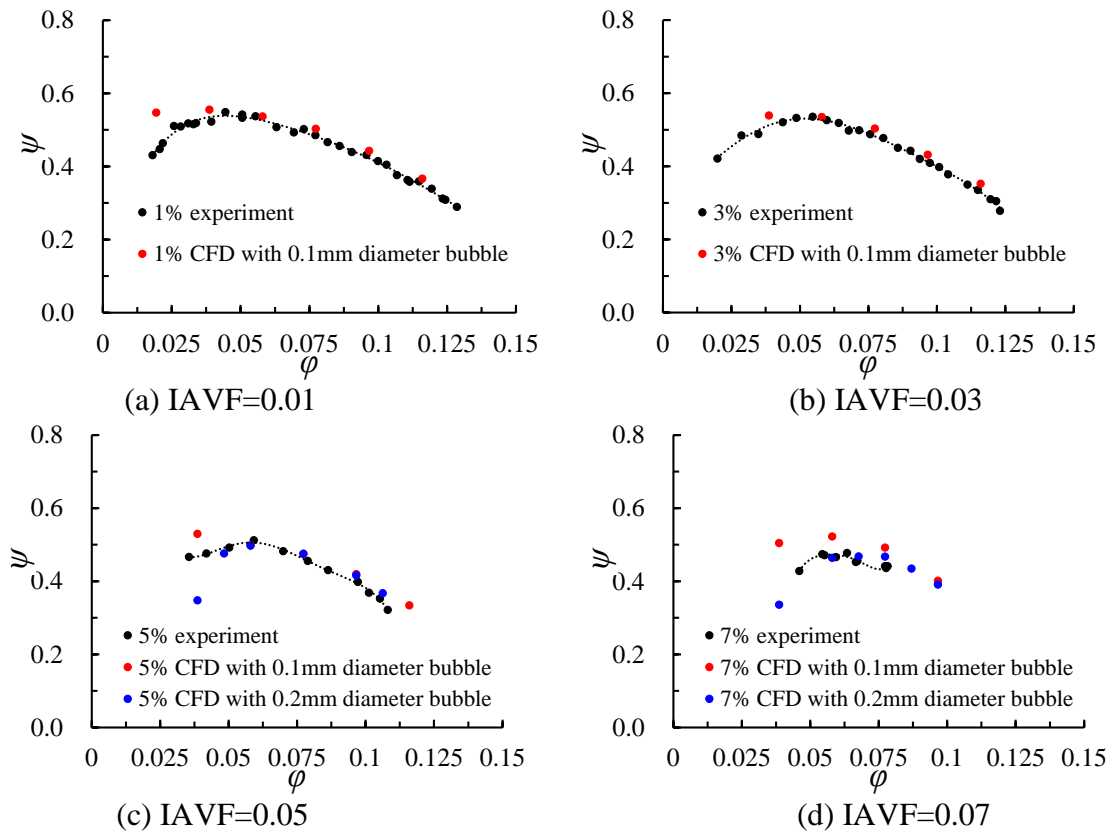 0.8
0.6
0.4
0.2
0.0
ψ
1% experiment
1% CFD with 0.1mm diameter bubble
0 0.025 0.05 0.075 0.1 0.125 0.15
φ
(a) IAVF=0.01
0.8
0.6
0.4
0.2
0.0
ψ
3% experiment
3% CFD with 0.1mm diameter bubble
0 0.025 0.05 0.075 0.1 0.125 0.15
φ
(b) IAVF=0.03
0.8
0.6
0.4
0.2
0.0
ψ
5% experiment
5% CFD with 0.1mm diameter bubble
5% CFD with 0.2mm diameter bubble
0 0.025 0.05 0.075 0.1 0.125 0.15
φ
(c) IAVF=0.05
0.8
0.6
0.4
0.2
0.0
ψ
7% experiment
7% CFD with 0.1mm diameter bubble
7% CFD with 0.2mm diameter bubble
0 0.025 0.05 0.075 0.1 0.125 0.15
φ
(d) IAVF=0.07